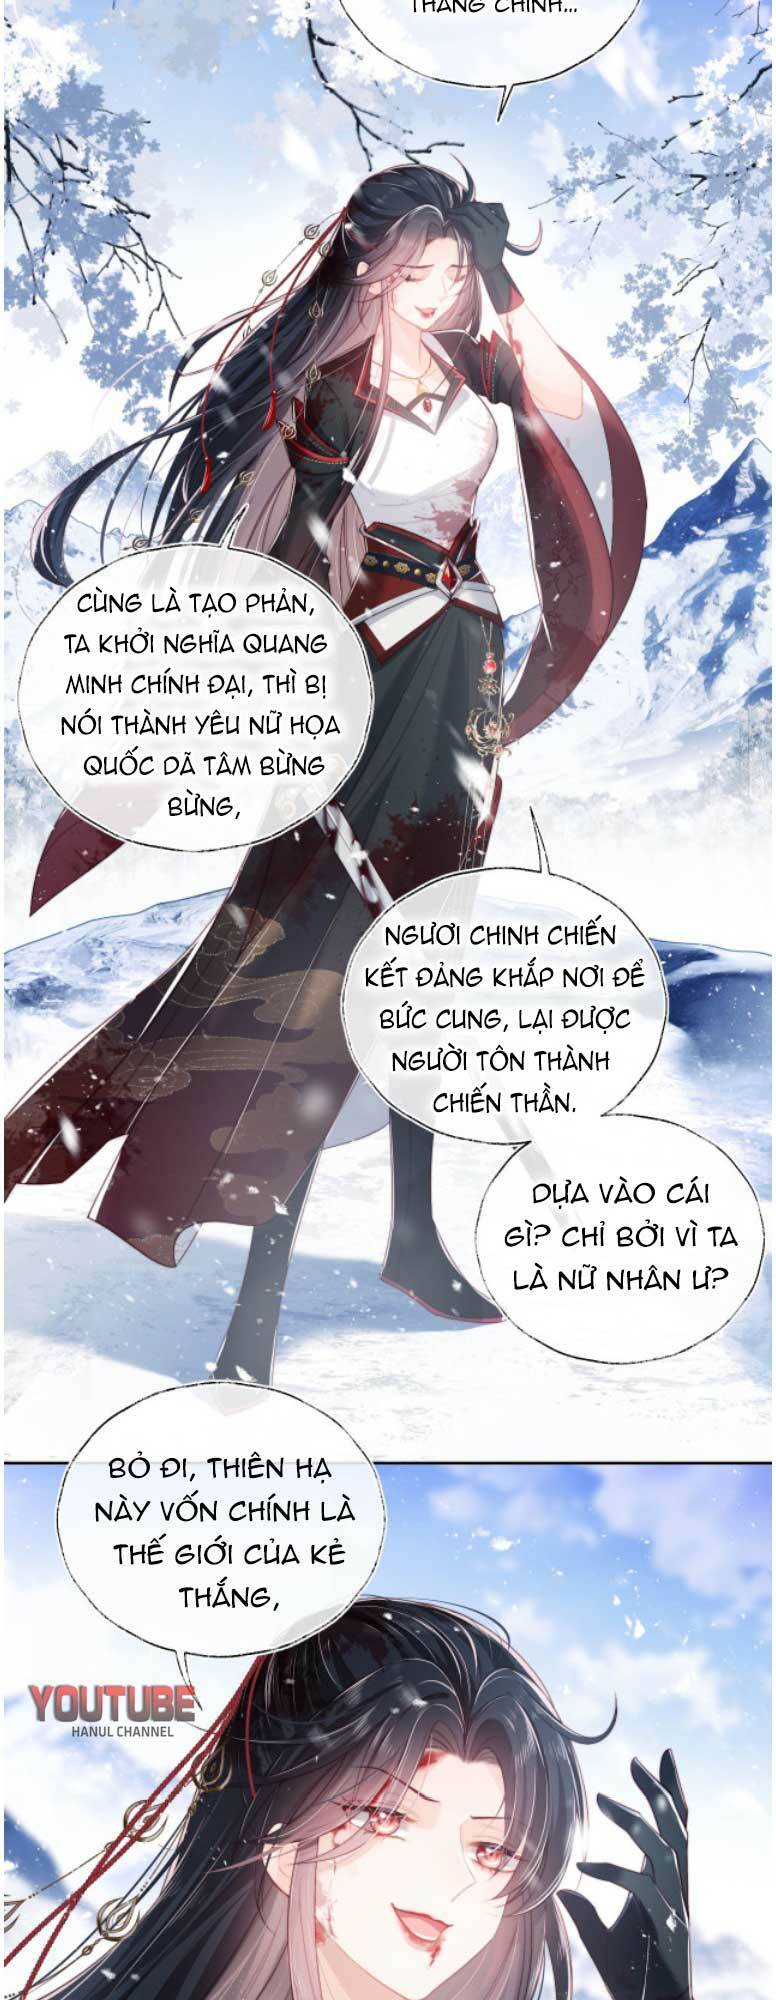 THẲNG CHÍNH...
CÙNG LÀ TẠO PHẢN,
TA KHỞI NGHĨA QUANG
MINH CHÍNH ĐẠI, THÌ BỊ
NÓI THÀNH YÊU NỮ HỌA
QUỐC DÃ TÂM BỪNG
BỪNG,
NGƯƠI CHINH CHIẾN
KẾT ĐẢNG KHẮP NƠI ĐỂ
BỨC CUNG, LẠI ĐƯỢC
NGƯỜI TÔN THÀNH
CHIẾN THẦN.
DỰA VÀO CÁI
GÌ? CHỈ BỞI VÌ TA
LÀ NỮ NHÂN Ư?
BỎ ĐI, THIÊN HẠ
NÀY VỐN CHÍNH LÀ
THẾ GIỚI CỦA KẺ
THẮNG,
YOUTUBE
HANUL CHANNEL